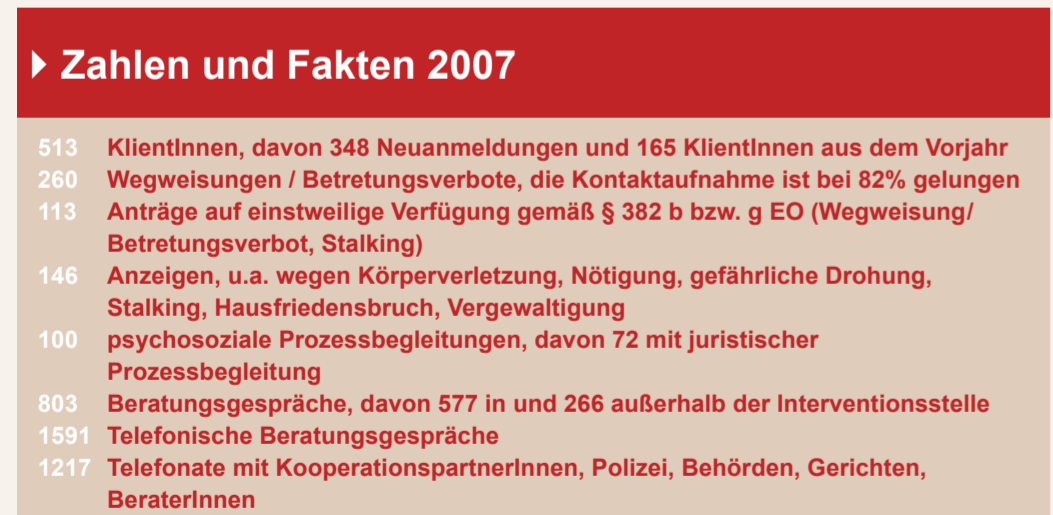 Zahlen und Fakten 2007
513 KlientInnen, davon 348 Neuanmeldungen und 165 KlientInnen aus dem Vorjahr
260 Wegweisungen / Betretungsverbote, die Kontaktaufnahme ist bei 82% gelungen
113 Anträge auf einstweilige Verfügung gemäß § 382 b bzw. g EO (Wegweisung/
Betretungsverbot, Stalking)
146 Anzeigen, u.a. wegen Körperverletzung, Nötigung, gefährliche Drohung,
Stalking, Hausfriedensbruch, Vergewaltigung
100 psychosoziale Prozessbegleitungen, davon 72 mit juristischer
Prozessbegleitung
803 Beratungsgespräche, davon 577 in und 266 außerhalb der Interventionsstelle
1591 Telefonische Beratungsgespräche
1217 Telefonate mit KooperationspartnerInnen, Polizei, Behörden, Gerichten,
BeraterInnen